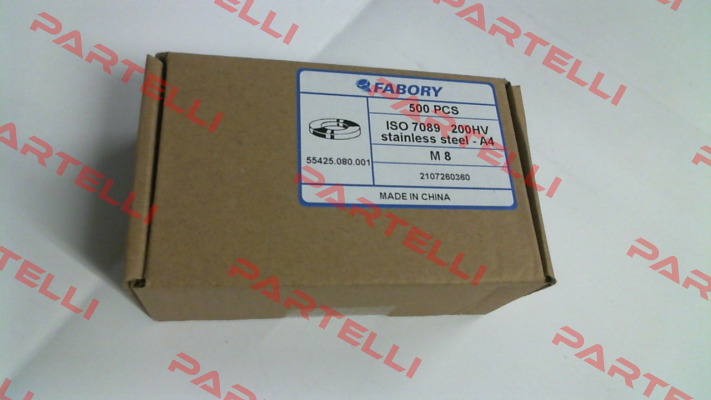 FABORY
500 PCS
ISO 7089 200HV
stainless steel - A4
55425.080.001
M 8
2107260360
MADE IN CHINA
PARTELLI
PARTELLI
PARTELLI
PARTELLI
PARTELLI
PARTELLI
PARTELLI
PARTELLI
PARTELLI